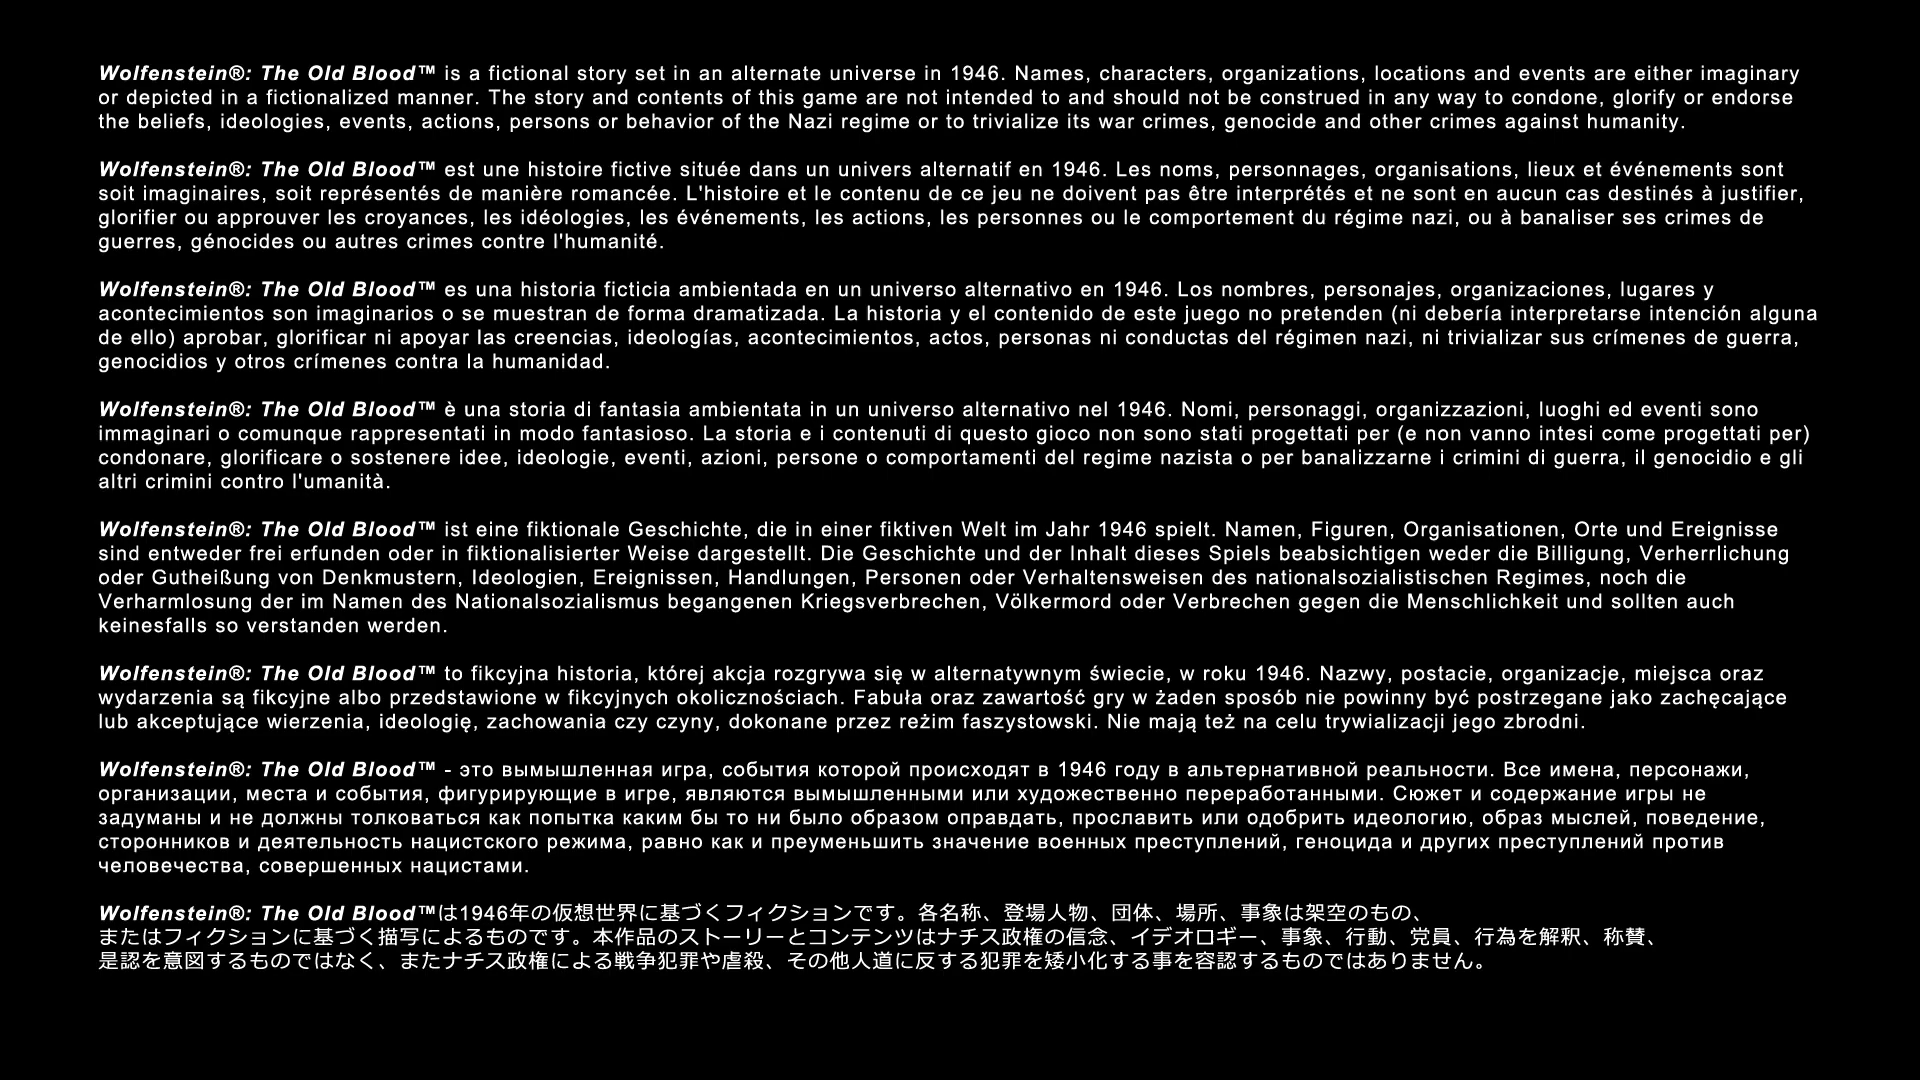 Wolfenstein®: The Old Blood™ is a fictional story set in an alternate universe in 1946. Names, characters, organizations, locations and events are either imaginary
or depicted in a fictionalized manner. The story and contents of this game are not intended to and should not be construed in any way to condone, glorify or endorse
the beliefs, ideologies, events, actions, persons or behavior of the Nazi regime or to trivialize its war crimes, genocide and other crimes against humanity.
Wolfenstein®: The Old Blood™ est une histoire fictive située dans un univers alternatif en 1946. Les noms, personnages, organisations, lieux et événements sont
soit imaginaires, soit représentés de manière romancée. L'histoire et le contenu de ce jeu ne doivent pas être interprétés et ne sont en aucun cas destinés à justifier,
glorifier ou approuver les croyances, les idéologies, les événements, les actions, les personnes ou le comportement du régime nazi, ou à banaliser ses crimes de
guerres, génocides ou autres crimes contre l'humanité.
Wolfenstein®: The Old Blood™ es una historia ficticia ambientada en un universo alternativo en 1946. Los nombres, personajes, organizaciones, lugares y
acontecimientos son imaginarios o se muestran de forma dramatizada. La historia y el contenido de este juego no pretenden (ni debería interpretarse intención alguna
de ello) aprobar, glorificar ni apoyar las creencias, ideologías, acontecimientos, actos, personas ni conductas del régimen nazi, ni trivializar sus crímenes de guerra,
genocidios y otros crímenes contra la humanidad.
Wolfenstein®: The Old Blood™ è una storia di fantasia ambientata in un universo alternativo nel 1946. Nomi, personaggi, organizzazioni, luoghi ed eventi sono
immaginari o comunque rappresentati in modo fantasioso. La storia e i contenuti di questo gioco non sono stati progettati per (e non vanno intesi come progettati per)
condonare, glorificare o sostenere idee, ideologie, eventi, azioni, persone o comportamenti del regime nazista o per banalizzarne i crimini di guerra, il genocidio e gli
altri crimini contro l'umanità.
Wolfenstein®: The Old Blood™ ist eine fiktionale Geschichte, die in einer fiktiven Welt im Jahr 1946 spielt. Namen, Figuren, Organisationen, Orte und Ereignisse
sind entweder frei erfunden oder in fiktionalisierter Weise dargestellt. Die Geschichte und der Inhalt dieses Spiels beabsichtigen weder die Billigung, Verherrlichung
oder Gutheißung von Denkmustern, Ideologien, Ereignissen, Handlungen, Personen oder Verhaltensweisen des nationalsozialistischen Regimes, noch die
Verharmlosung der im Namen des Nationalsozialismus begangenen Kriegsverbrechen, Völkermord oder Verbrechen gegen die Menschlichkeit und sollten auch
keinesfalls so verstanden werden.
Wolfenstein®: The Old Blood™ to fikcyjna historia, której akcja rozgrywa się w alternatywnym świecie, w roku 1946. Nazwy, postacie, organizacje, miejsca oraz
wydarzenia są fikcyjne albo przedstawione w fikcyjnych okolicznościach. Fabuła oraz zawartość gry w żaden sposób nie powinny być postrzegane jako zachęcające
lub akceptujące wierzenia, ideologię, zachowania czy czyny, dokonane przez reżim faszystowski. Nie mają też na celu trywializacji jego zbrodni.
Wolfenstein®: The Old Blood™ - это вымышленная игра, события которой происходят в 1946 году в альтернативной реальности. Все имена, персонажи,
организации, места и события, фигурирующие в игре, являются вымышленными или художественно переработанными. Сюжет и содержание игры не
задуманы и не должны толковаться как попытка каким бы то ни было образом оправдать, прославить или одобрить идеологию, образ мыслей, поведение,
сторонников и деятельность нацистского режима, равно как и преуменьшить значение военных преступлений, геноцида и других преступлений против
человечества, совершенных нацистами.
Wolfenstein®: The Old Blood™は1946年の仮想世界に基づくフィクションです。各名称、登場人物、団体、場所、事象は架空のもの、
またはフィクションに基づく描写によるものです。本作品のストーリーとコンテンツはナチス政権の信念、イデオロギー、事象、行動、党員、行為を解釈、称賛、
是認を意図するものではなく、またナチス政権による戦争犯罪や虐殺、その他人道に反する犯罪を矮小化する事を容認するものではありません。